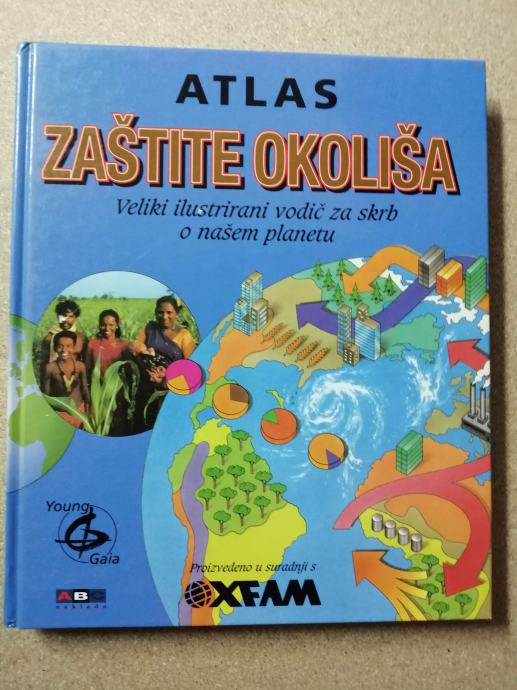 ATLAS
ZAŠTITE OKOLIŠA
Veliki ilustrirani vodič za skrb
o našem planetu
Young
Gaia
Proizvedeno u suradnji s
OXFAM
ABC
naklada